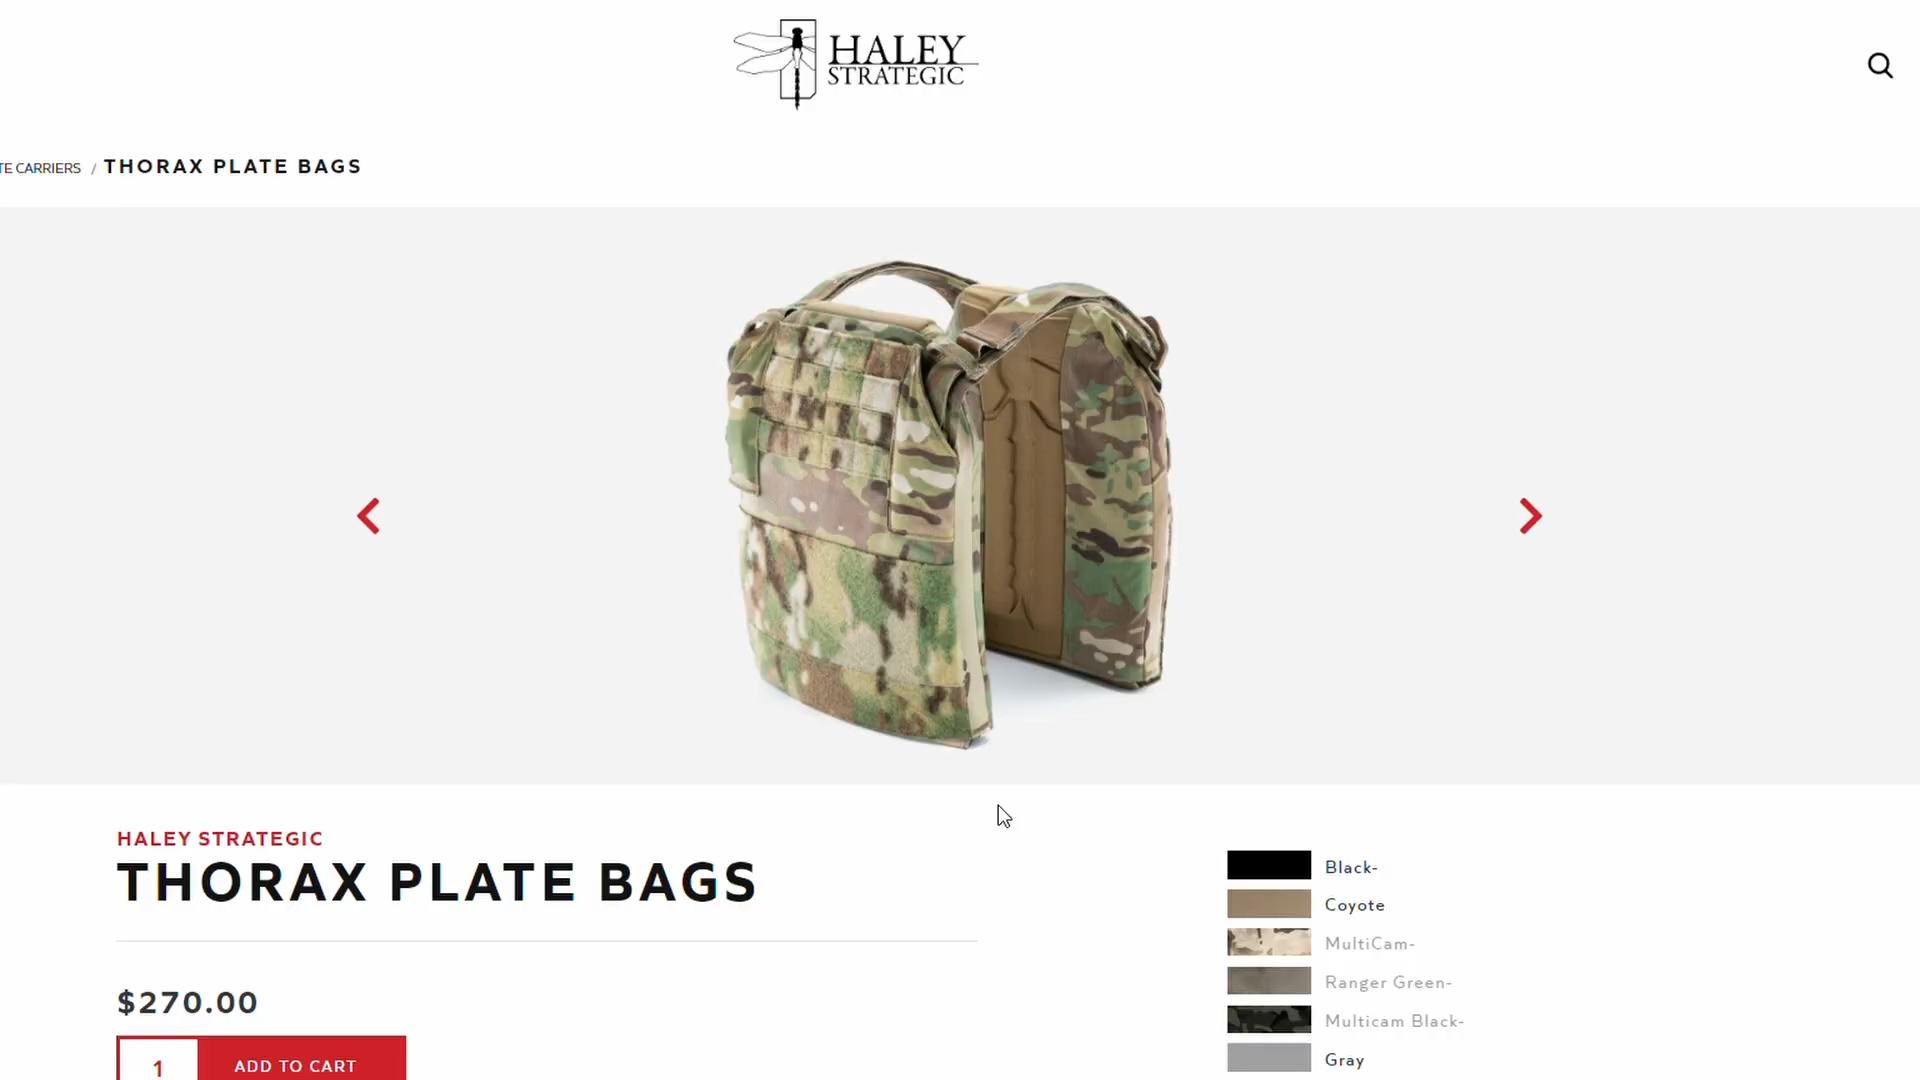 HALEY
STRATEGIC
TE CARRIERS / THORAX PLATE BAGS
HALEY STRATEGIC
THORAX PLATE BAGS
$270.00
1 ADD TO CART
Black-
Coyote
MultiCam-
Ranger Green-
Multicam Black-
Gray